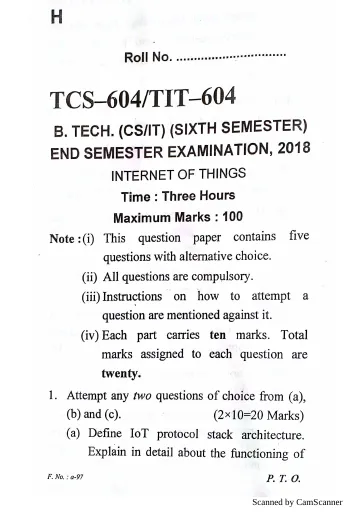 H
Roll No. ..............................
TCS–604/TIT–604
B. TECH. (CS/IT) (SIXTH SEMESTER)
END SEMESTER EXAMINATION, 2018
INTERNET OF THINGS
Time : Three Hours
Maximum Marks : 100
Note : (i) This question paper contains five
questions with alternative choice.
(ii) All questions are compulsory.
(iii) Instructions on how to attempt a
question are mentioned against it.
(iv) Each part carries ten marks. Total
marks assigned to each question are
twenty.
1. Attempt any two questions of choice from (a),
(b) and (c). (2×10=20 Marks)
(a) Define IoT protocol stack architecture.
Explain in detail about the functioning of
F. No. : a-97 P. T. O.
Scanned by CamScanner